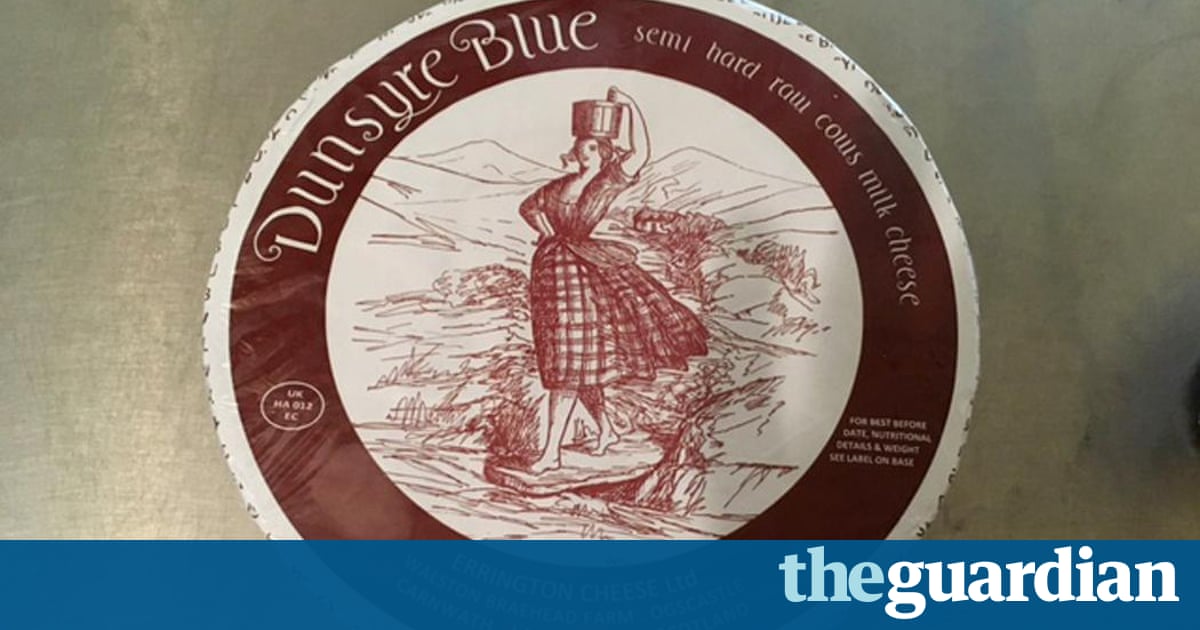 Dunsyre Blue semi hard raw cows milk cheese
UK
HA 012
EC
FOR BEST BEFORE
DATE, NUTRITIONAL
DETAILS & WEIGHT
SEE LABEL ON BASE
ERRINGTON CHEESE Ltd
WALSTON BRAEHEAD FARM OGSCASTLE
CARNWATH
theguardian